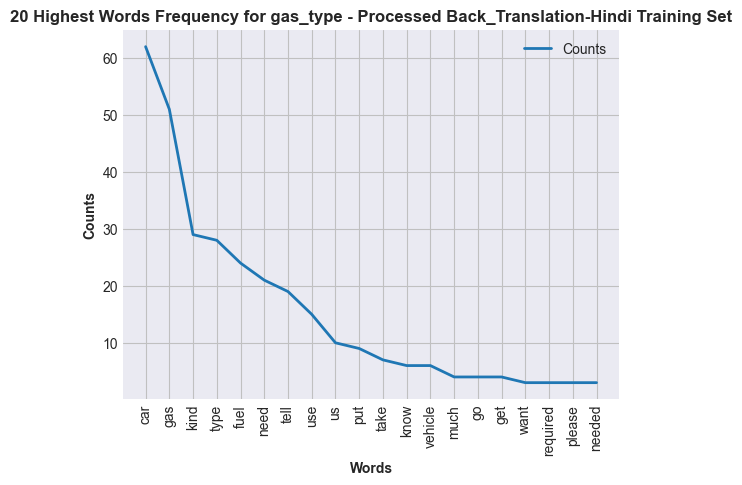 20 Highest Words Frequency for gas_type - Processed Back_Translation-Hindi Training Set
Counts
60
50
40
30
20
10
Counts
car
gas
kind
type
fuel
need
tell
use
us
put
take
know
vehicle
much
go
get
want
required
please
needed
Words